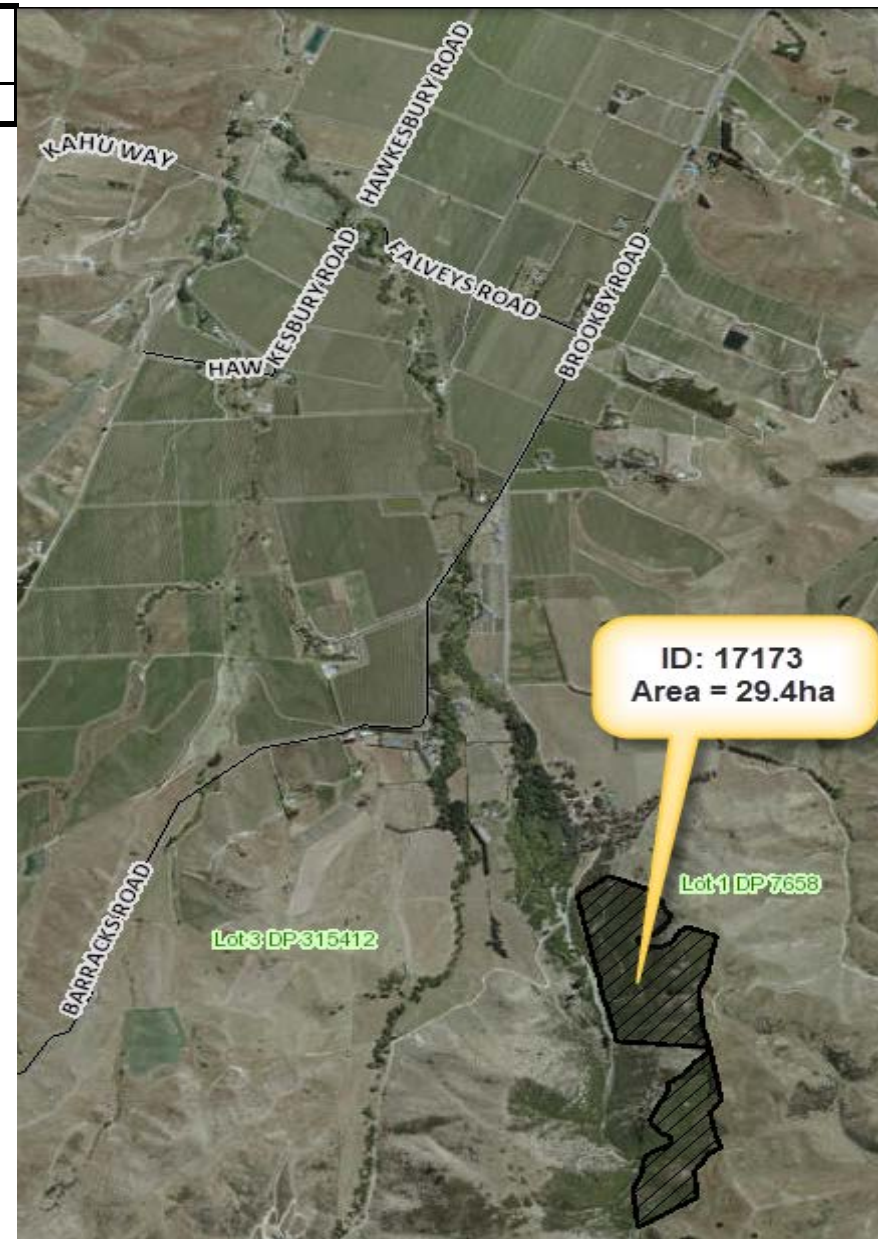 HAWKESBURY ROAD
KAHU WAY
HAWKESBURY ROAD
FALVEYS ROAD
BROOKBY ROAD
ID: 17173
Area = 29.4ha
Lot 1 DP 7658
Lot 3 DP 315412
BARRACKS ROAD